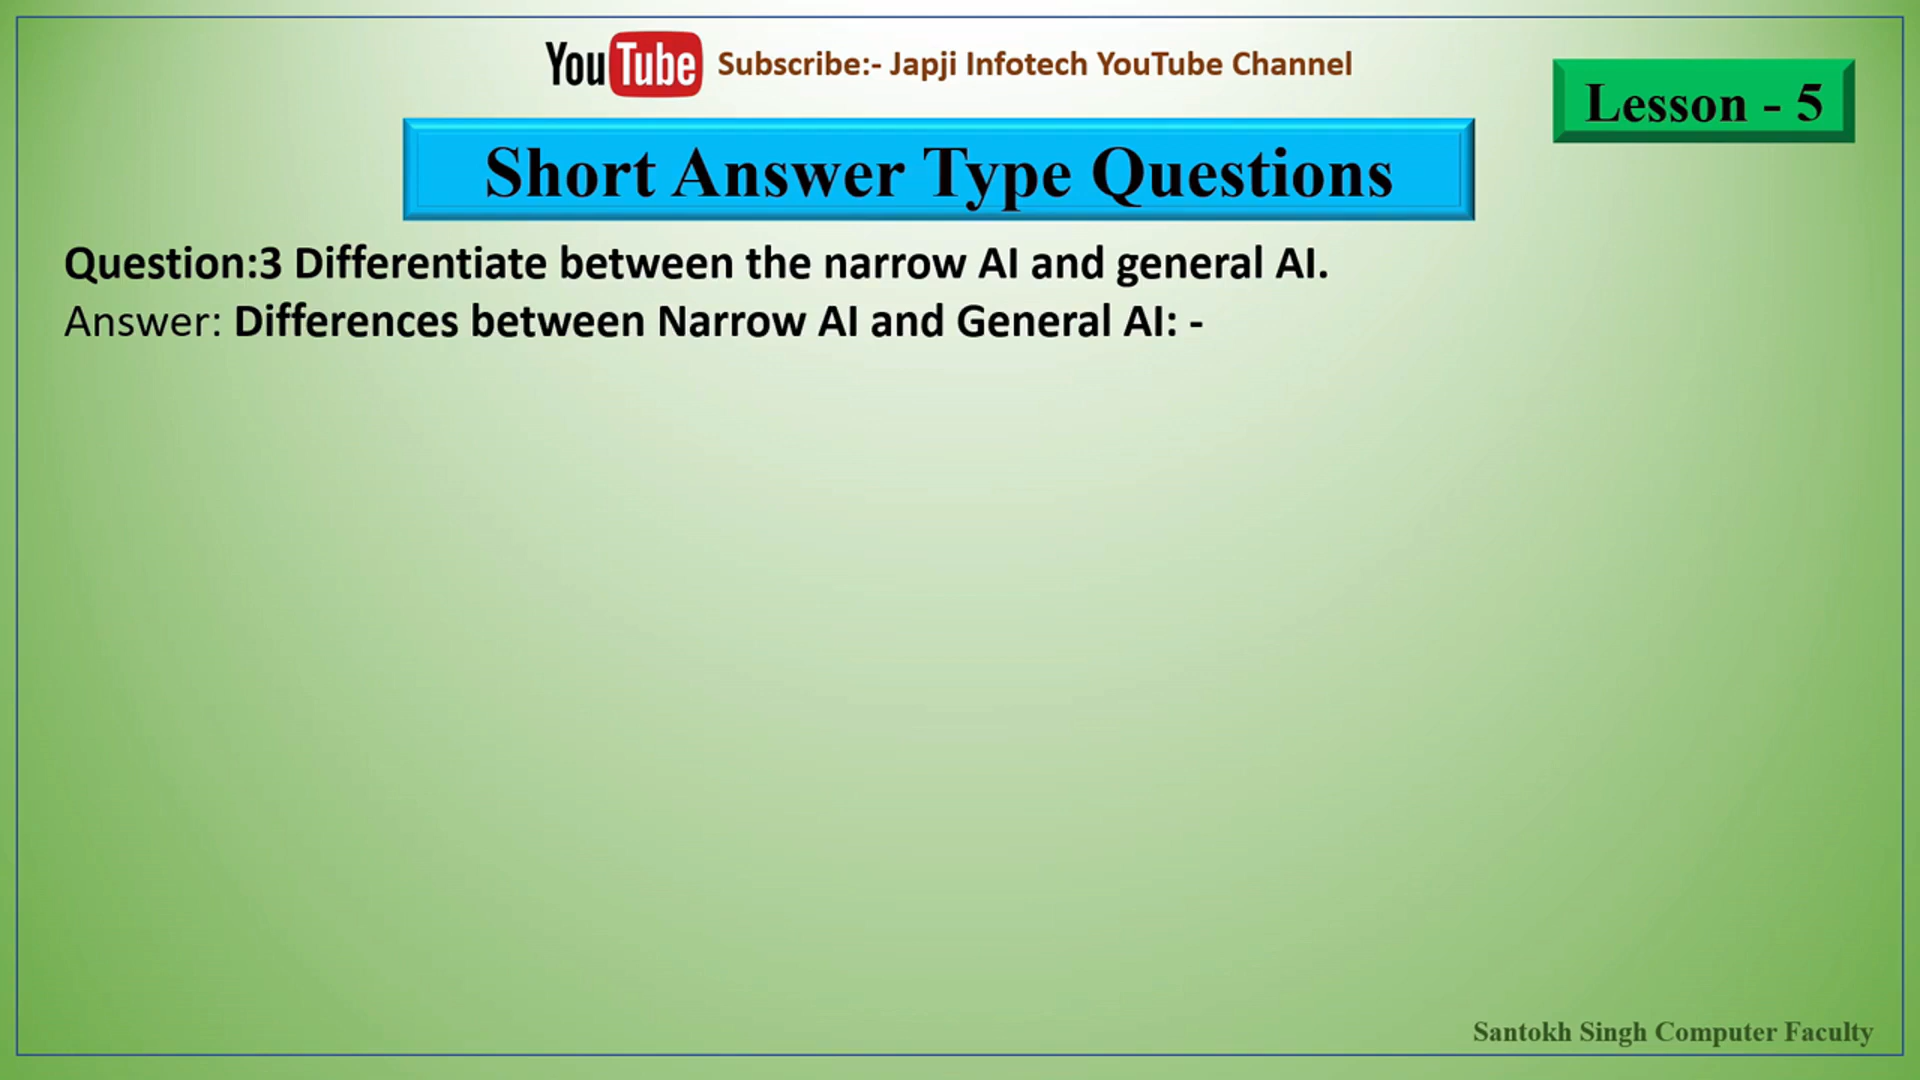 YouTube Subscribe:- Japji Infotech YouTube Channel
Lesson - 5
Short Answer Type Questions
Question:3 Differentiate between the narrow AI and general AI.
Answer: Differences between Narrow AI and General AI: -
Santokh Singh Computer Faculty